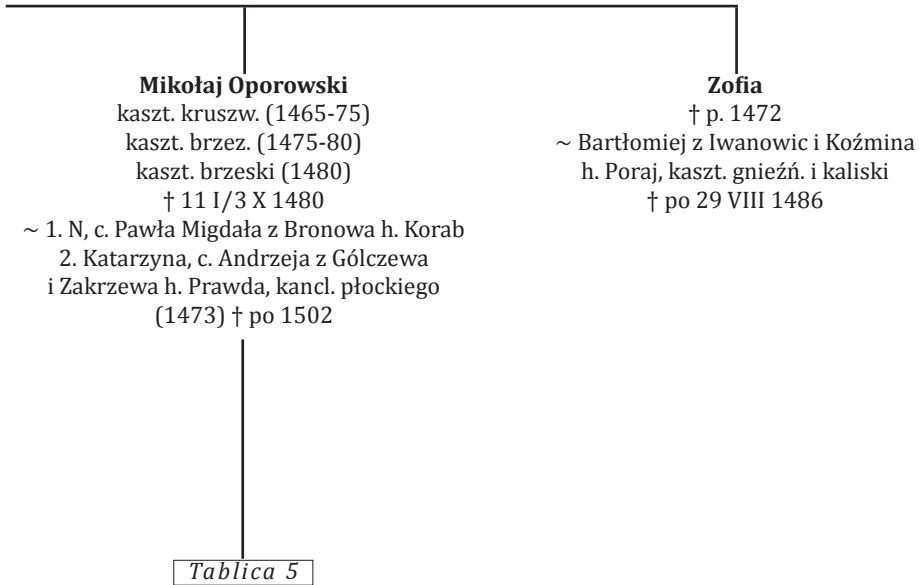 Mikołaj Oporowski
kaszt. kruszw. (1465-75)
kaszt. brzez. (1475-80)
kaszt. brzeski (1480)
† 11 I/3 X 1480
~ 1. N, c. Pawła Migdała z Bronowa h. Korab
2. Katarzyna, c. Andrzeja z Gólczewa
i Zakrzewa h. Prawda, kancl. płockiego
(1473) † po 1502
Zofia
† p. 1472
~ Bartłomiej z Iwanowic i Koźmina
h. Poraj, kaszt. gnieźń. i kaliski
† po 29 VIII 1486
Tablica 5